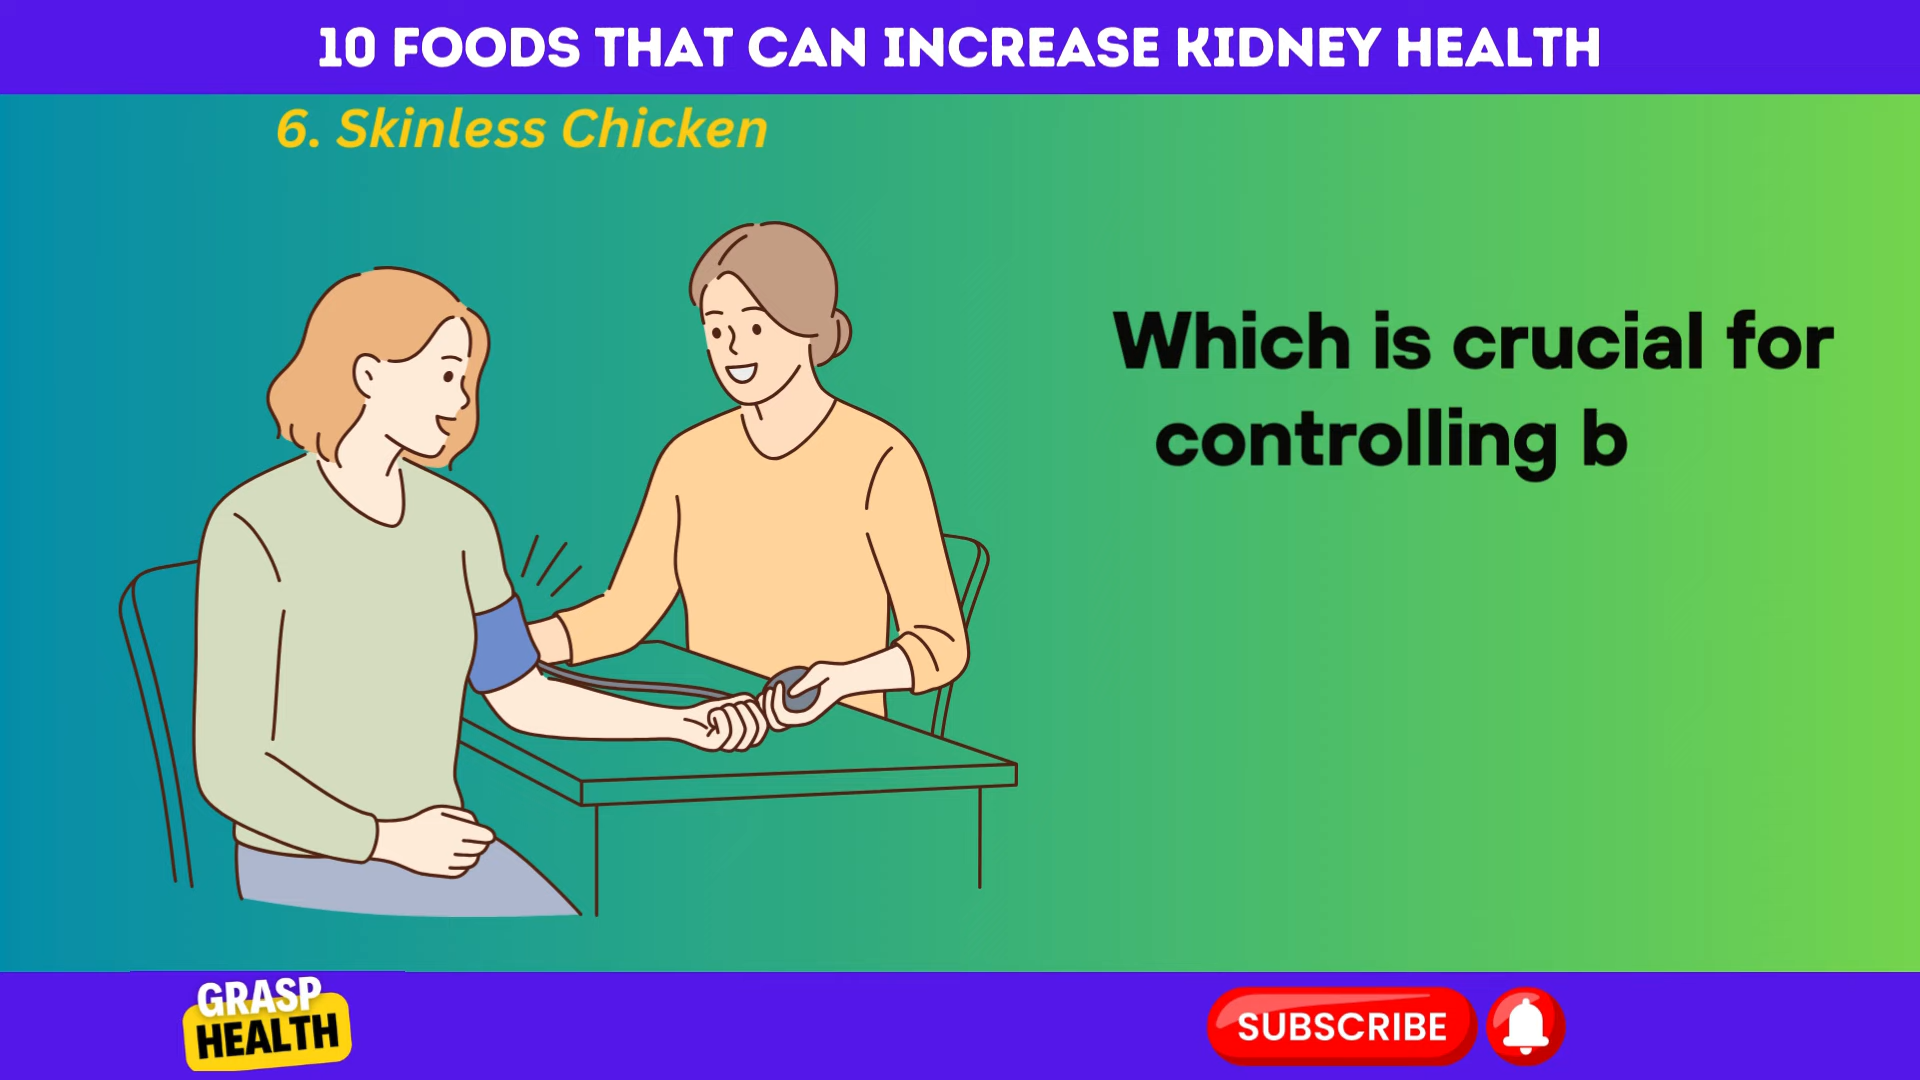 10 FOODS THAT CAN INCREASE KIDNEY HEALTH
6. Skinless Chicken
Which is crucial for
controlling b
GRASP
HEALTH
SUBSCRIBE